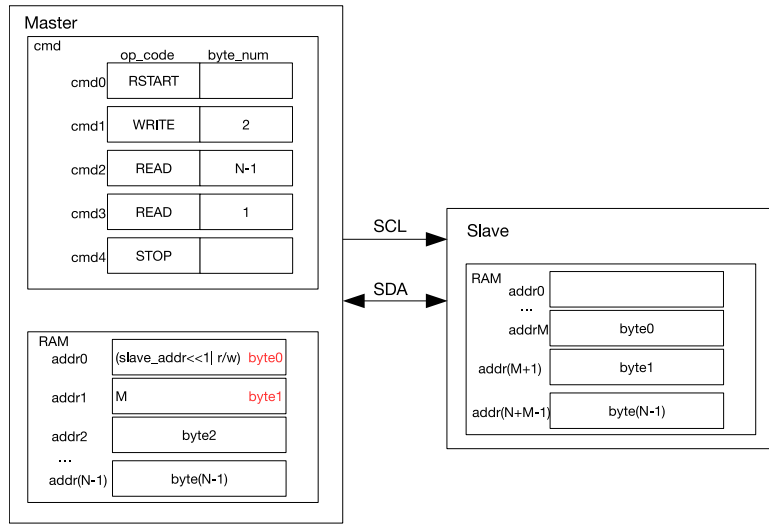 Master
cmd
op_code byte_num
cmd0 RSTART
cmd1 WRITE 2
cmd2 READ N-1
cmd3 READ 1
cmd4 STOP
RAM
addr0 (slave_addr<<1| r/w) byte0
addr1 M byte1
addr2 byte2
...
addr(N-1) byte(N-1)
SCL
SDA
Slave
RAM
addr0
...
addrM byte0
addr(M+1) byte1
addr(N+M-1) byte(N-1)